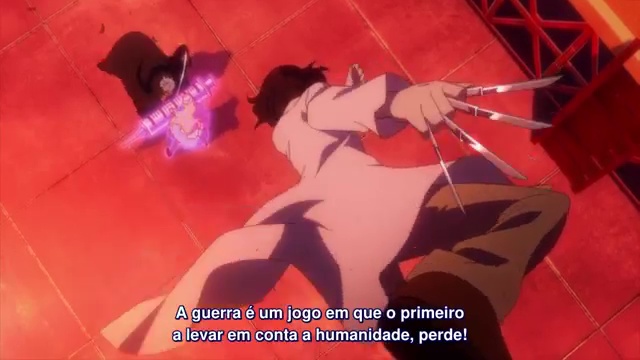 A guerra é um jogo em que o primeiro
a levar em conta a humanidade, perde!